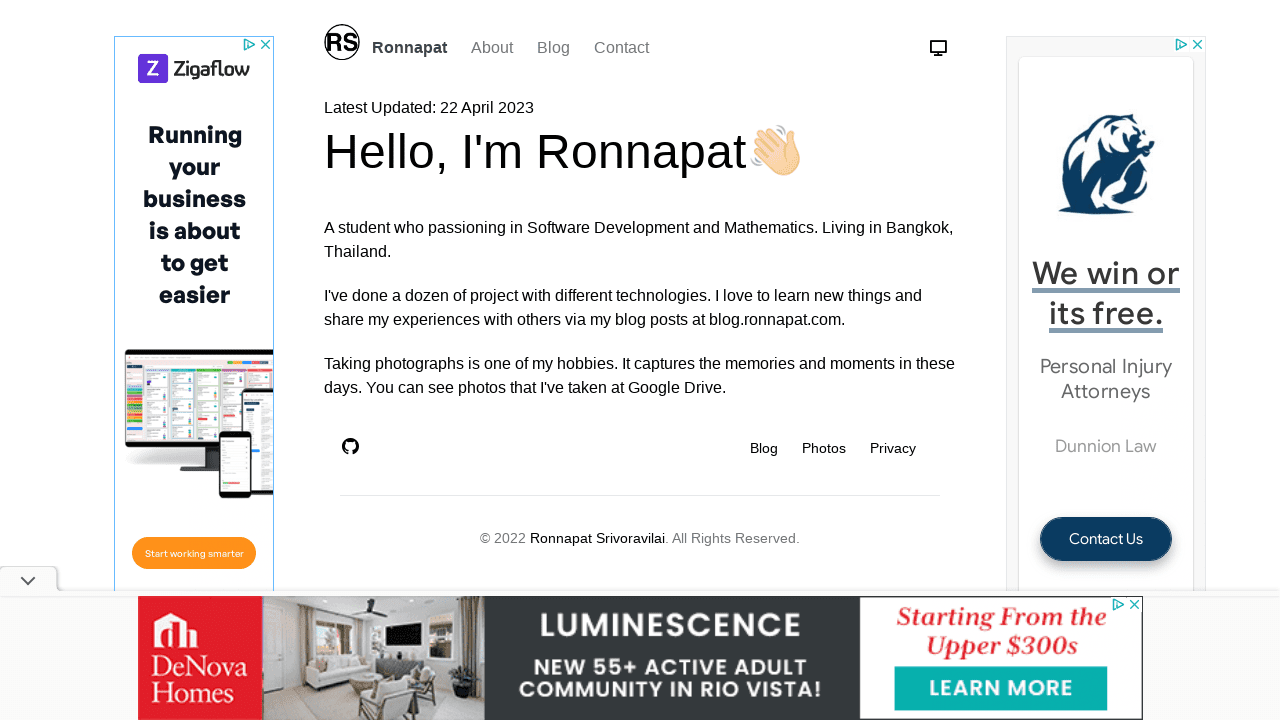 RS Ronnapat About Blog Contact
Latest Updated: 22 April 2023
Hello, I'm Ronnapat
A student who passioning in Software Development and Mathematics. Living in Bangkok,
Thailand.
I've done a dozen of project with different technologies. I love to learn new things and
share my experiences with others via my blog posts at blog.ronnapat.com.
Taking photographs is one of my hobbies. It captures the memories and moments in these
days. You can see photos that I've taken at Google Drive.
Blog Photos Privacy
© 2022 Ronnapat Srivoravilai. All Rights Reserved.
Zigaflow
Running
your
business
is about
to get
easier
Start working smarter
We win or
its free.
Personal Injury
Attorneys
Dunnion Law
Contact Us
DeNova
Homes
LUMINESCENCE
NEW 55+ ACTIVE ADULT
COMMUNITY IN RIO VISTA!
Starting From the
Upper $300s
LEARN MORE